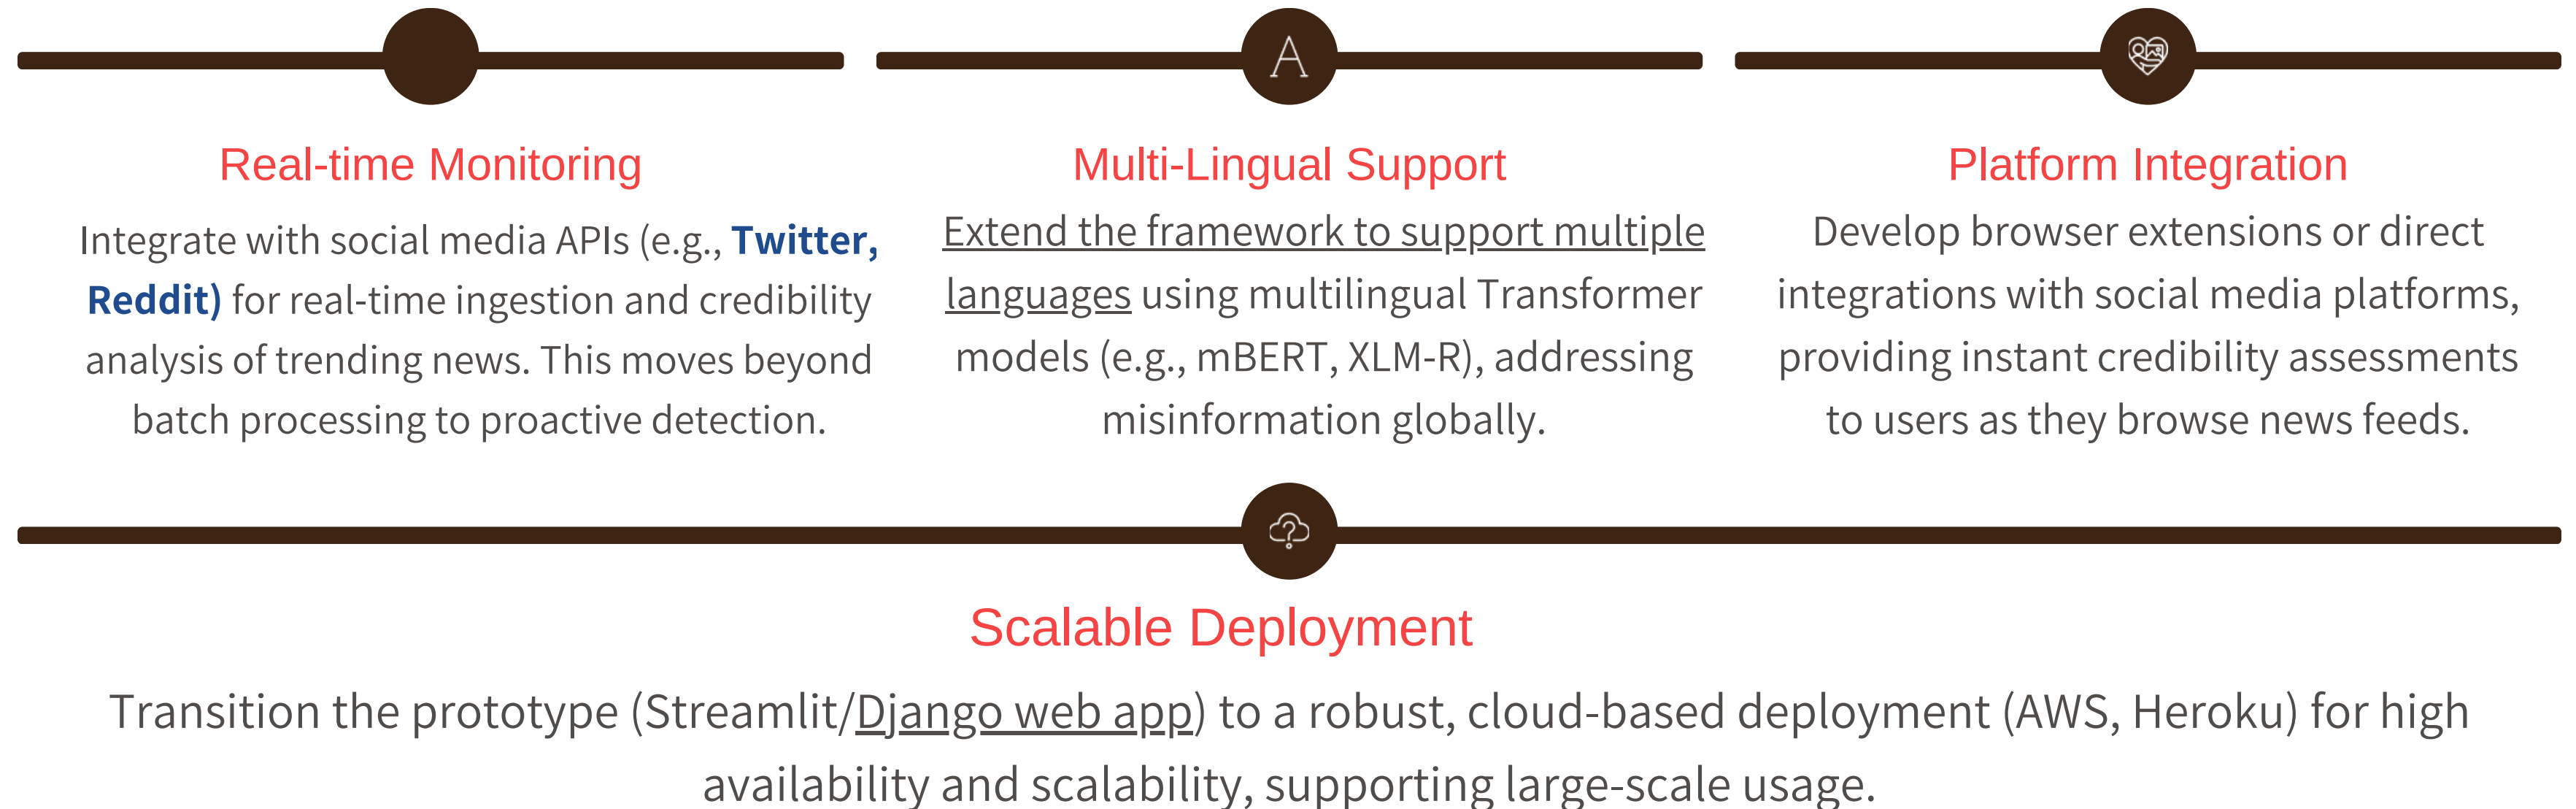 A
Real-time Monitoring
Integrate with social media APIs (e.g., Twitter,
Reddit) for real-time ingestion and credibility
analysis of trending news. This moves beyond
batch processing to proactive detection.
Multi-Lingual Support
Extend the framework to support multiple
languages using multilingual Transformer
models (e.g., mBERT, XLM-R), addressing
misinformation globally.
Platform Integration
Develop browser extensions or direct
integrations with social media platforms,
providing instant credibility assessments
to users as they browse news feeds.
?
Scalable Deployment
Transition the prototype (Streamlit/Django web app) to a robust, cloud-based deployment (AWS, Heroku) for high
availability and scalability, supporting large-scale usage.